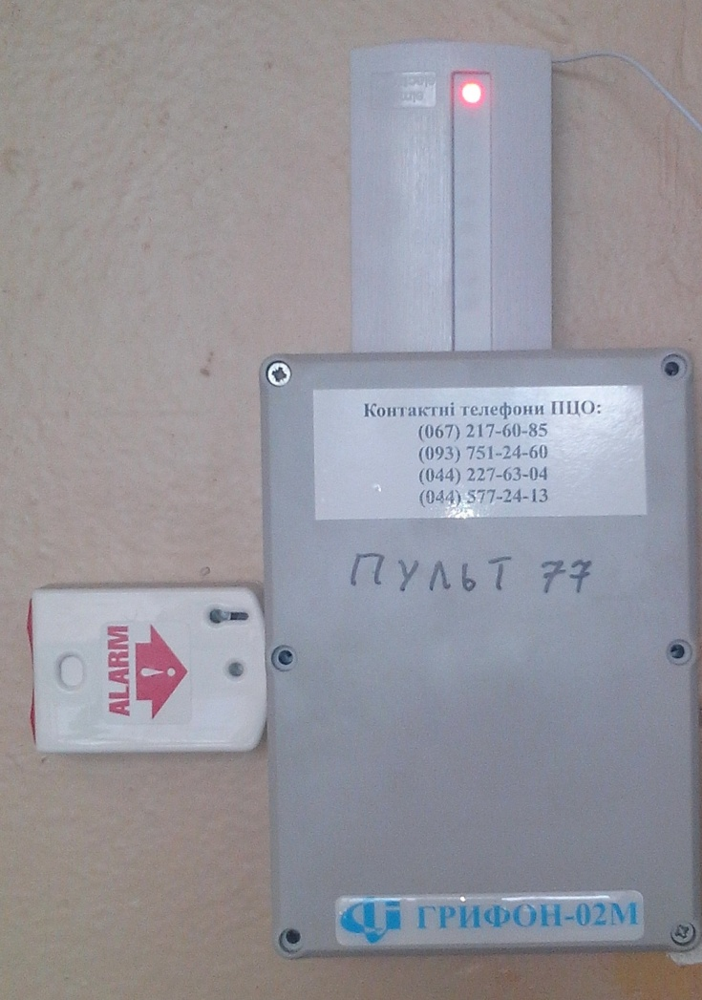 Контактні телефони ПЦО:
(067) 217-60-85
(093) 751-24-60
(044) 227-63-04
(044) 577-24-13
ПУЛЬТ 77
ALARM
ГРИФОН-02М